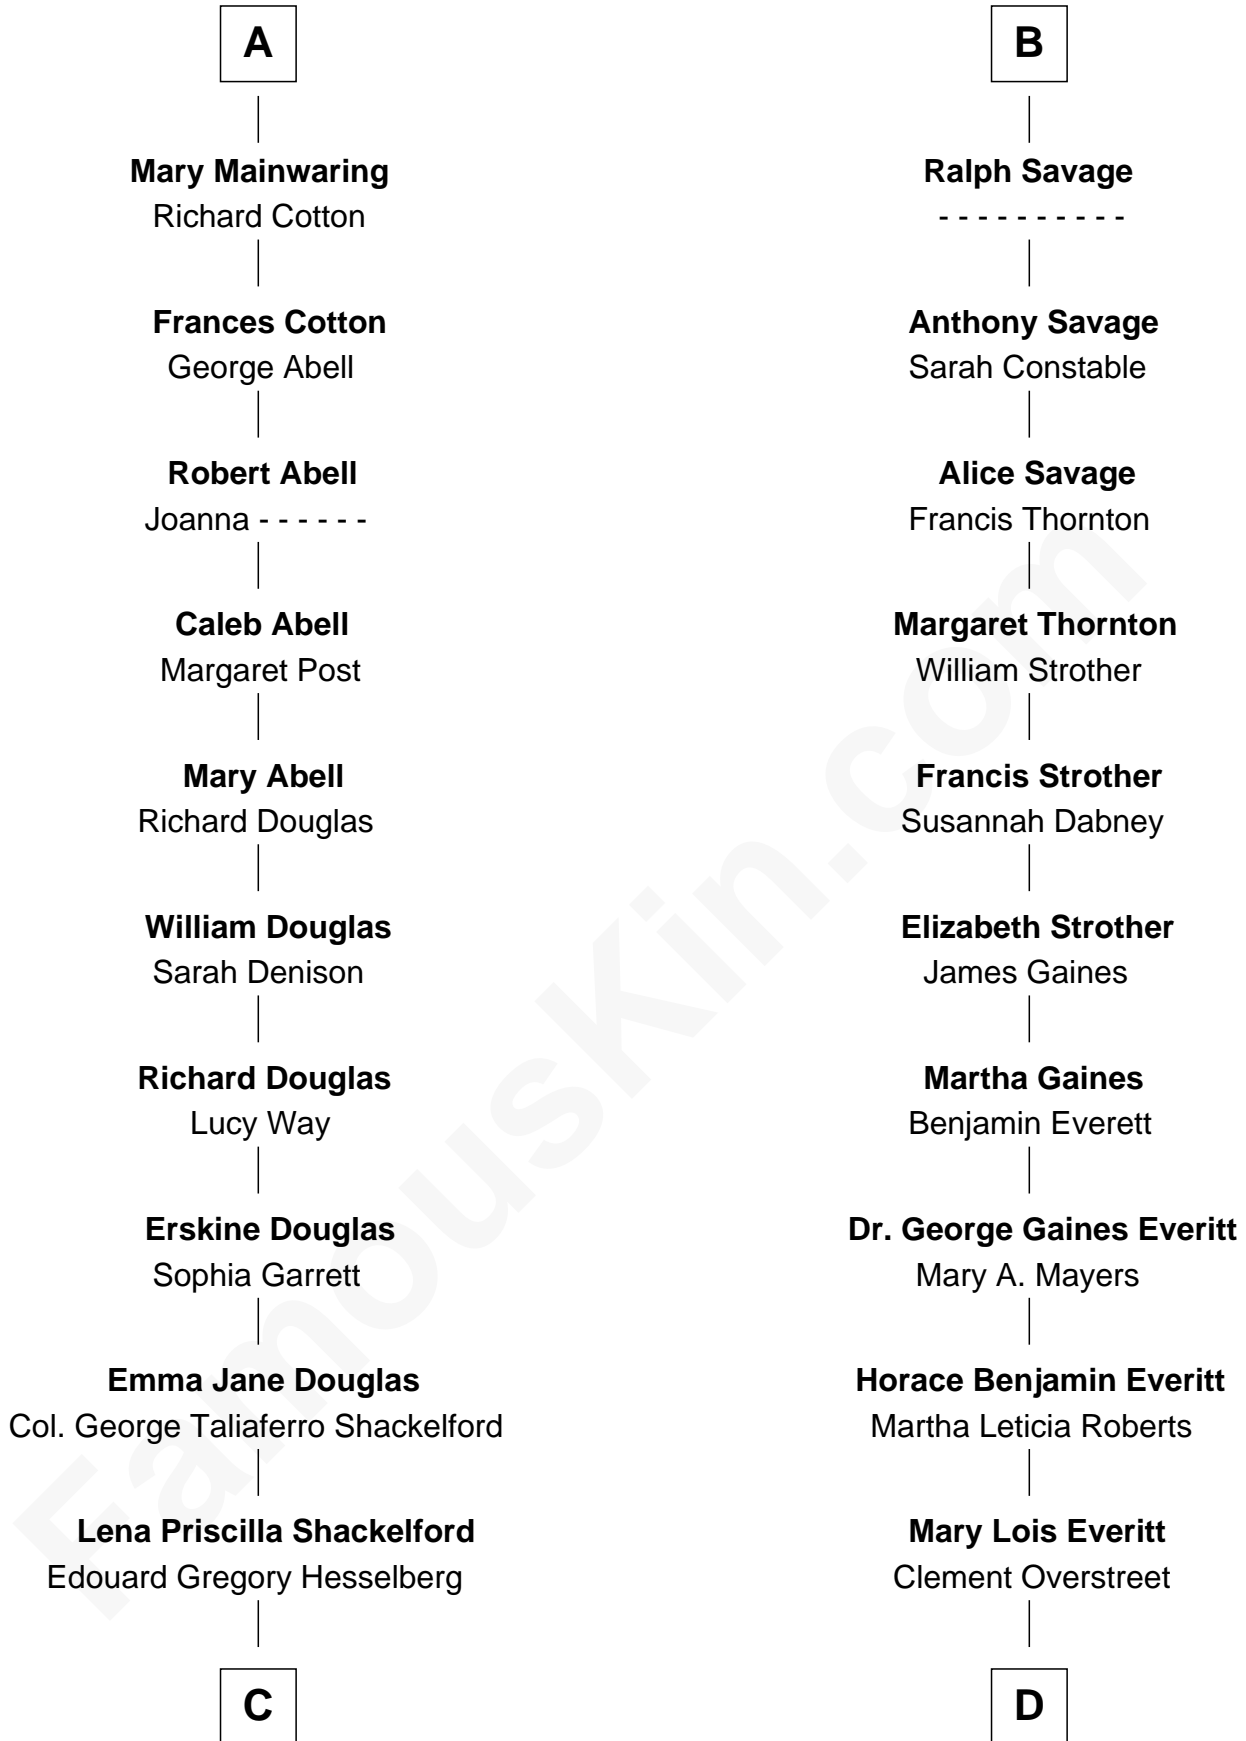 A
Mary Mainwaring
Richard Cotton
Frances Cotton
George Abell
Robert Abell
Joanna - - - - - -
Caleb Abell
Margaret Post
Mary Abell
Richard Douglas
William Douglas
Sarah Denison
Richard Douglas
Lucy Way
Erskine Douglas
Sophia Garrett
Emma Jane Douglas
Col. George Taliaferro Shackelford
Lena Priscilla Shackelford
Edouard Gregory Hesselberg
C
B
Ralph Savage
- - - - - - - - - -
Anthony Savage
Sarah Constable
Alice Savage
Francis Thornton
Margaret Thornton
William Strother
Francis Strother
Susannah Dabney
Elizabeth Strother
James Gaines
Martha Gaines
Benjamin Everett
Dr. George Gaines Everitt
Mary A. Mayers
Horace Benjamin Everitt
Martha Leticia Roberts
Mary Lois Everitt
Clement Overstreet
D
FamousKin.com